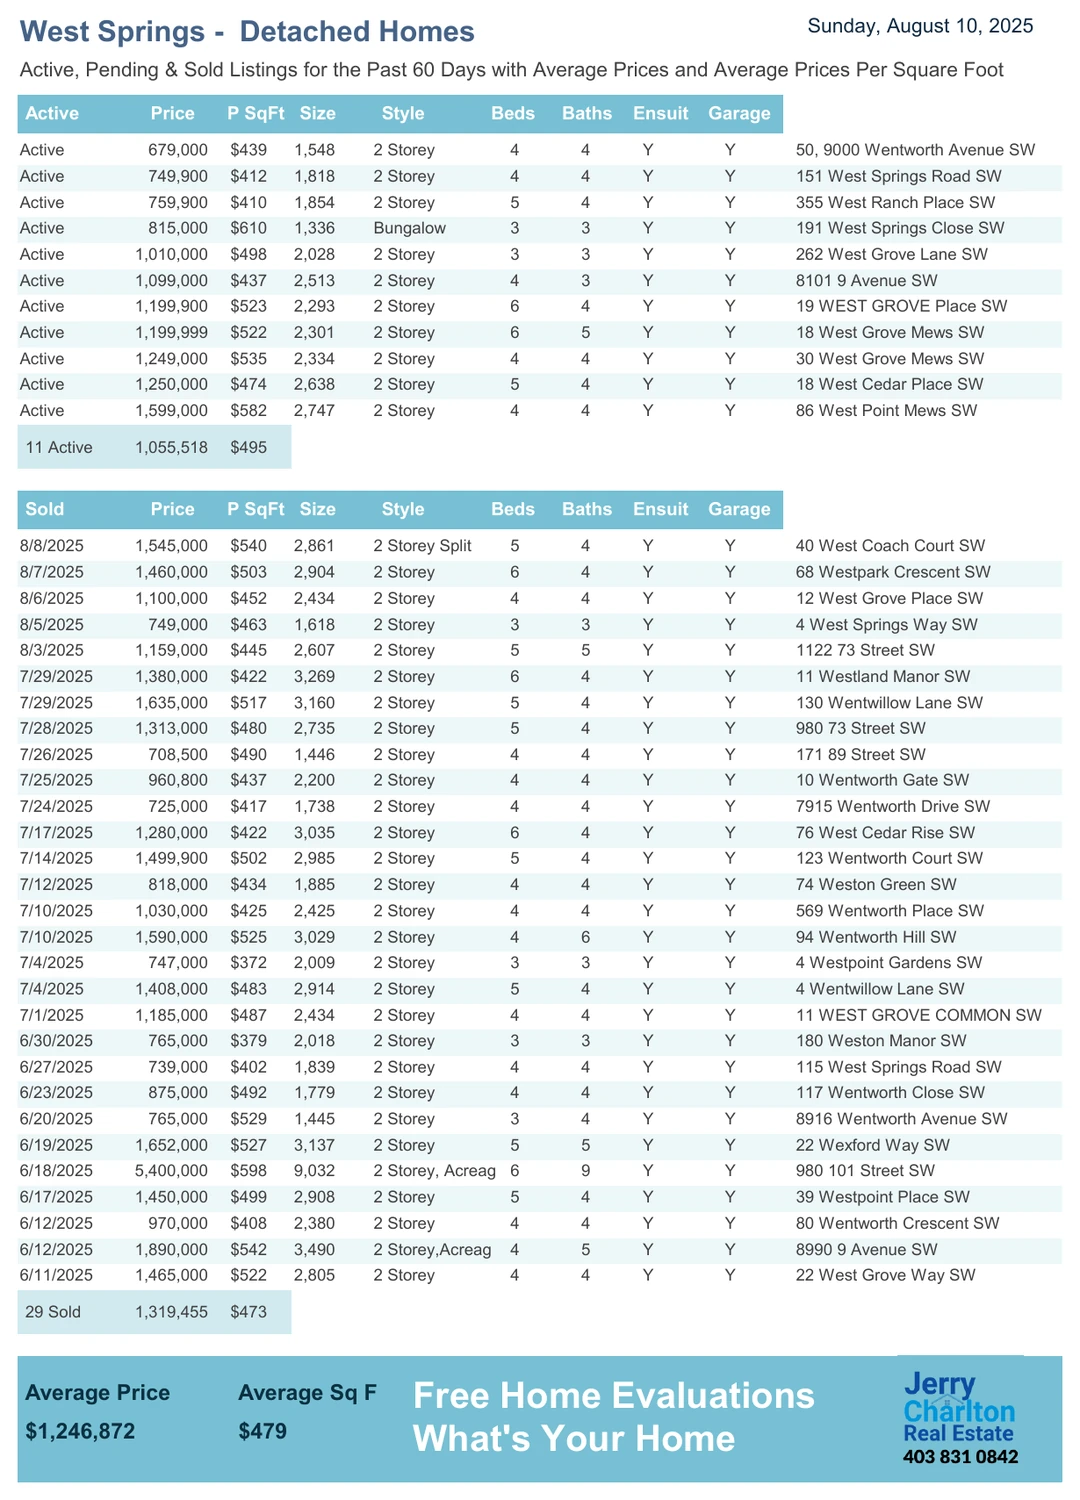 West Springs -  Detached Homes
Sunday, August 10, 2025
Active, Pending & Sold Listings for the Past 60 Days with Average Prices and Average Prices Per Square Foot
Active Price P SqFt Size Style Beds Baths Ensuit Garage
Active 679,000 $439 1,548 2 Storey 4 4 Y Y 50, 9000 Wentworth Avenue SW
Active 749,900 $412 1,818 2 Storey 4 4 Y Y 151 West Springs Road SW
Active 759,900 $410 1,854 2 Storey 5 4 Y Y 355 West Ranch Place SW
Active 815,000 $610 1,336 Bungalow 3 3 Y Y 191 West Springs Close SW
Active 1,010,000 $498 2,028 2 Storey 3 3 Y Y 262 West Grove Lane SW
Active 1,099,000 $437 2,513 2 Storey 4 3 Y Y 8101 9 Avenue SW
Active 1,199,900 $523 2,293 2 Storey 6 4 Y Y 19 WEST GROVE Place SW
Active 1,199,999 $522 2,301 2 Storey 6 5 Y Y 18 West Grove Mews SW
Active 1,249,000 $535 2,334 2 Storey 4 4 Y Y 30 West Grove Mews SW
Active 1,250,000 $474 2,638 2 Storey 5 4 Y Y 18 West Cedar Place SW
Active 1,599,000 $582 2,747 2 Storey 4 4 Y Y 86 West Point Mews SW
11 Active 1,055,518 $495
Sold Price P SqFt Size Style Beds Baths Ensuit Garage
8/8/2025 1,545,000 $540 2,861 2 Storey Split 5 4 Y Y 40 West Coach Court SW
8/7/2025 1,460,000 $503 2,904 2 Storey 6 4 Y Y 68 Westpark Crescent SW
8/6/2025 1,100,000 $452 2,434 2 Storey 4 4 Y Y 12 West Grove Place SW
8/5/2025 749,000 $463 1,618 2 Storey 3 3 Y Y 4 West Springs Way SW
8/3/2025 1,159,000 $445 2,607 2 Storey 5 5 Y Y 1122 73 Street SW
7/29/2025 1,380,000 $422 3,269 2 Storey 6 4 Y Y 11 Westland Manor SW
7/29/2025 1,635,000 $517 3,160 2 Storey 5 4 Y Y 130 Wentwillow Lane SW
7/28/2025 1,313,000 $480 2,735 2 Storey 5 4 Y Y 980 73 Street SW
7/26/2025 708,500 $490 1,446 2 Storey 4 4 Y Y 171 89 Street SW
7/25/2025 960,800 $437 2,200 2 Storey 4 4 Y Y 10 Wentworth Gate SW
7/24/2025 725,000 $417 1,738 2 Storey 4 4 Y Y 7915 Wentworth Drive SW
7/17/2025 1,280,000 $422 3,035 2 Storey 6 4 Y Y 76 West Cedar Rise SW
7/14/2025 1,499,900 $502 2,985 2 Storey 5 4 Y Y 123 Wentworth Court SW
7/12/2025 818,000 $434 1,885 2 Storey 4 4 Y Y 74 Weston Green SW
7/10/2025 1,030,000 $425 2,425 2 Storey 4 4 Y Y 569 Wentworth Place SW
7/10/2025 1,590,000 $525 3,029 2 Storey 4 6 Y Y 94 Wentworth Hill SW
7/4/2025 747,000 $372 2,009 2 Storey 3 3 Y Y 4 Westpoint Gardens SW
7/4/2025 1,408,000 $483 2,914 2 Storey 5 4 Y Y 4 Wentwillow Lane SW
7/1/2025 1,185,000 $487 2,434 2 Storey 4 4 Y Y 11 WEST GROVE COMMON SW
6/30/2025 765,000 $379 2,018 2 Storey 3 3 Y Y 180 Weston Manor SW
6/27/2025 739,000 $402 1,839 2 Storey 4 4 Y Y 115 West Springs Road SW
6/23/2025 875,000 $492 1,779 2 Storey 4 4 Y Y 117 Wentworth Close SW
6/20/2025 765,000 $529 1,445 2 Storey 3 4 Y Y 8916 Wentworth Avenue SW
6/19/2025 1,652,000 $527 3,137 2 Storey 5 5 Y Y 22 Wexford Way SW
6/18/2025 5,400,000 $598 9,032 2 Storey, Acreag 6 9 Y Y 980 101 Street SW
6/17/2025 1,450,000 $499 2,908 2 Storey 5 4 Y Y 39 Westpoint Place SW
6/12/2025 970,000 $408 2,380 2 Storey 4 4 Y Y 80 Wentworth Crescent SW
6/12/2025 1,890,000 $542 3,490 2 Storey,Acreag 4 5 Y Y 8990 9 Avenue SW
6/11/2025 1,465,000 $522 2,805 2 Storey 4 4 Y Y 22 West Grove Way SW
29 Sold 1,319,455 $473
Average Price Average Sq F
$1,246,872 $479
Free Home Evaluations
What's Your Home
Jerry
Charlton
Real Estate
403 831 0842